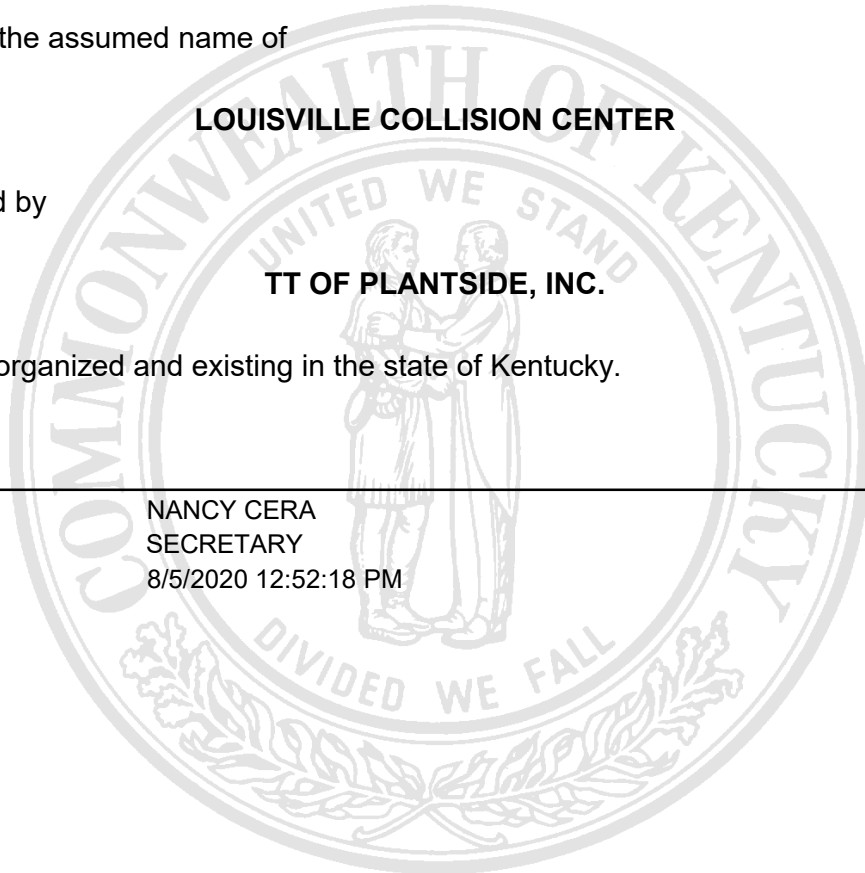 the assumed name of
LOUISVILLE COLLISION CENTER
d by
TT OF PLANTSIDE, INC.
organized and existing in the state of Kentucky.
NANCY CERA
SECRETARY
8/5/2020 12:52:18 PM
COMMONWEALTH OF KENTUCKY
UNITED WE STAND
DIVIDED WE FALL